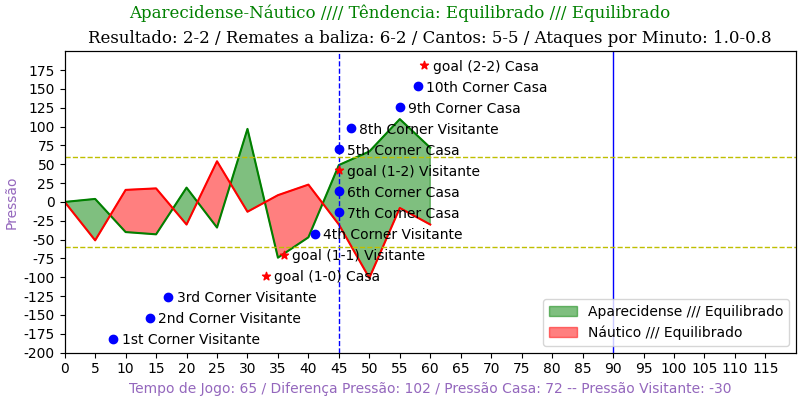 Aparecidense-Náutico //// Têndencia: Equilibrado /// Equilibrado
Resultado: 2-2 / Remates a baliza: 6-2 / Cantos: 5-5 / Ataques por Minuto: 1.0-0.8
Pressão
175
150
125
100
75
50
25
0
-25
-50
-75
-100
-125
-150
-175
-200
goal (2-2) Casa
10th Corner Casa
9th Corner Casa
8th Corner Visitante
5th Corner Casa
goal (1-2) Visitante
6th Corner Casa
7th Corner Casa
4th Corner Visitante
goal (1-1) Visitante
goal (1-0) Casa
3rd Corner Visitante
2nd Corner Visitante
1st Corner Visitante
Aparecidense /// Equilibrado
Náutico /// Equilibrado
0 5 10 15 20 25 30 35 40 45 50 55 60 65 70 75 80 85 90 95 100 105 110 115
Tempo de Jogo: 65 / Diferença Pressão: 102 / Pressão Casa: 72 -- Pressão Visitante: -30